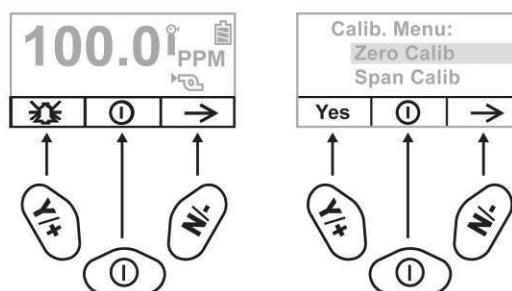 100.0 PPM
Y/+
N/-
Calib. Menu:
Zero Calib
Span Calib
Yes
Y/+
N/-